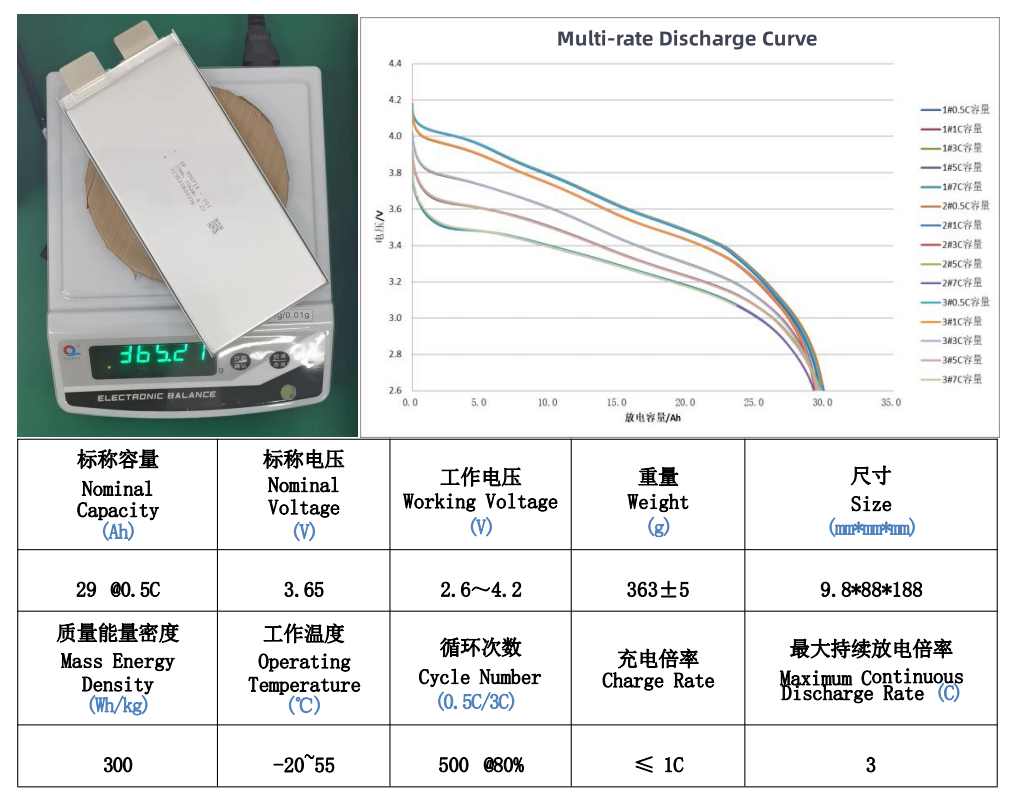 365.27
g/0.01g
g
ELECTRONIC BALANCE
Multi-rate Discharge Curve
4.4
4.2
4.0
3.8
3.6
3.4
3.2
3.0
2.8
2.6
电压/v
0.0 5.0 10.0 15.0 20.0 25.0 30.0 35.0
放电容量/Ah
1#0.5C容量
1#1C容量
1#3C容量
1#5C容量
1#7C容量
2#0.5C容量
2#1C容量
2#3C容量
2#5C容量
2#7C容量
3#0.5C容量
3#1C容量
3#3C容量
3#5C容量
3#7C容量
标称容量
Nominal
Capacity
(Ah)
标称电压
Nominal
Voltage
(V)
工作电压
Working Voltage
(V)
重量
Weight
(g)
尺寸
Size
(mm*mm*mm)
29 @0.5C
3.65
2.6～4.2
363±5
9.8*88*188
质量能量密度
Mass Energy
Density
(Wh/kg)
工作温度
Operating
Temperature
(℃)
循环次数
Cycle Number
(0.5C/3C)
充电倍率
Charge Rate
最大持续放电倍率
Maximum Continuous
Discharge Rate (C)
300
-20~55
500 @80%
≤ 1C
3